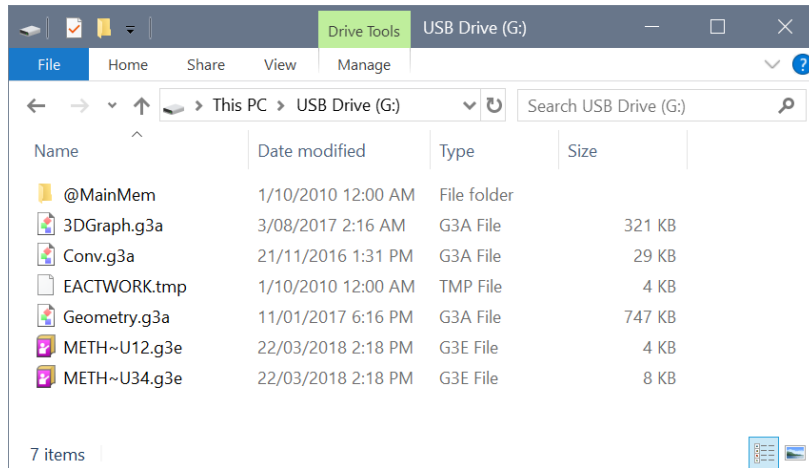 Drive Tools USB Drive (G:)
File Home Share View Manage ?
This PC > USB Drive (G:) Search USB Drive (G:)
Name Date modified Type Size
@MainMem 1/10/2010 12:00 AM File folder
3DGraph.g3a 3/08/2017 2:16 AM G3A File 321 KB
Conv.g3a 21/11/2016 1:31 PM G3A File 29 KB
EACTWORK.tmp 1/10/2010 12:00 AM TMP File 4 KB
Geometry.g3a 11/01/2017 6:16 PM G3A File 747 KB
METH~U12.g3e 22/03/2018 2:18 PM G3E File 4 KB
METH~U34.g3e 22/03/2018 2:18 PM G3E File 8 KB
7 items